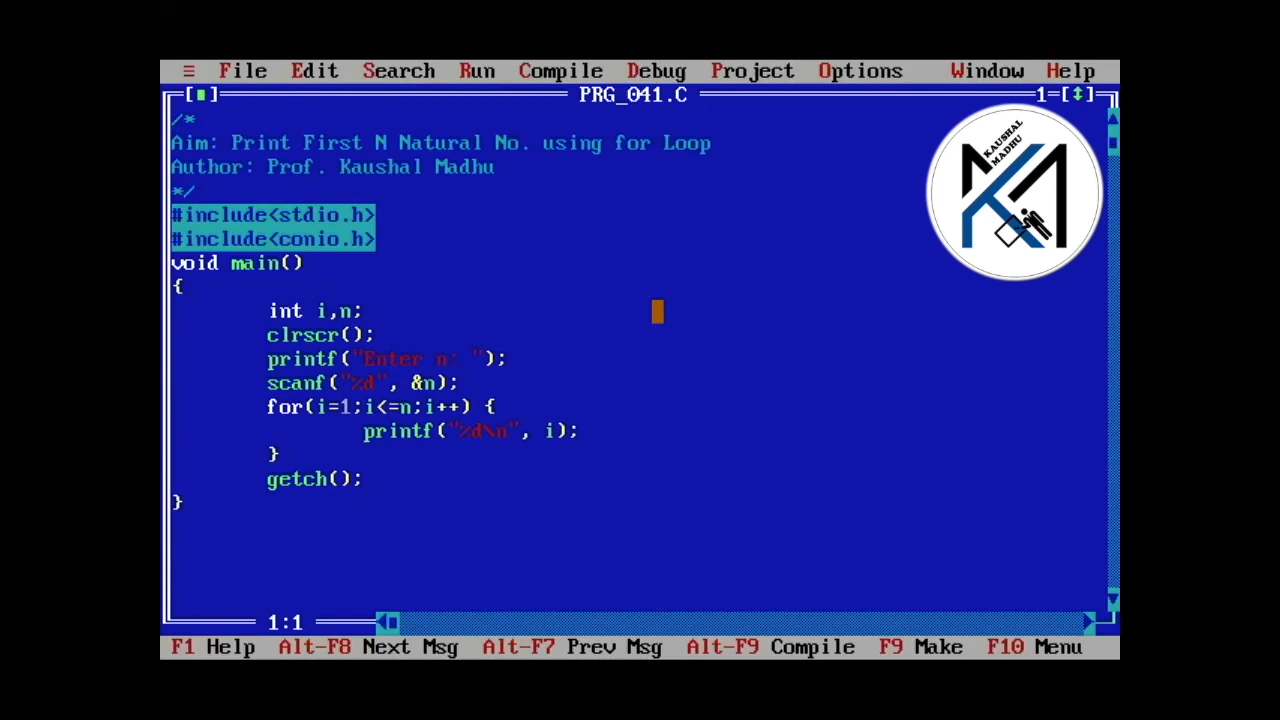 ≡ File Edit Search Run Compile Debug Project Options Window Help
[■] PRG_041.C 1=[↕]
/*
Aim: Print First N Natural No. using for Loop
Author: Prof. Kaushal Madhu
*/
#include<stdio.h>
#include<conio.h>
void main()
{
int i,n;
clrscr();
printf("Enter n: ");
scanf("%d", &n);
for(i=1;i<=n;i++) {
printf("%d\n", i);
}
getch();
}
KAUSHAL
MADHU
KM
1:1
F1 Help Alt-F8 Next Msg Alt-F7 Prev Msg Alt-F9 Compile F9 Make F10 Menu